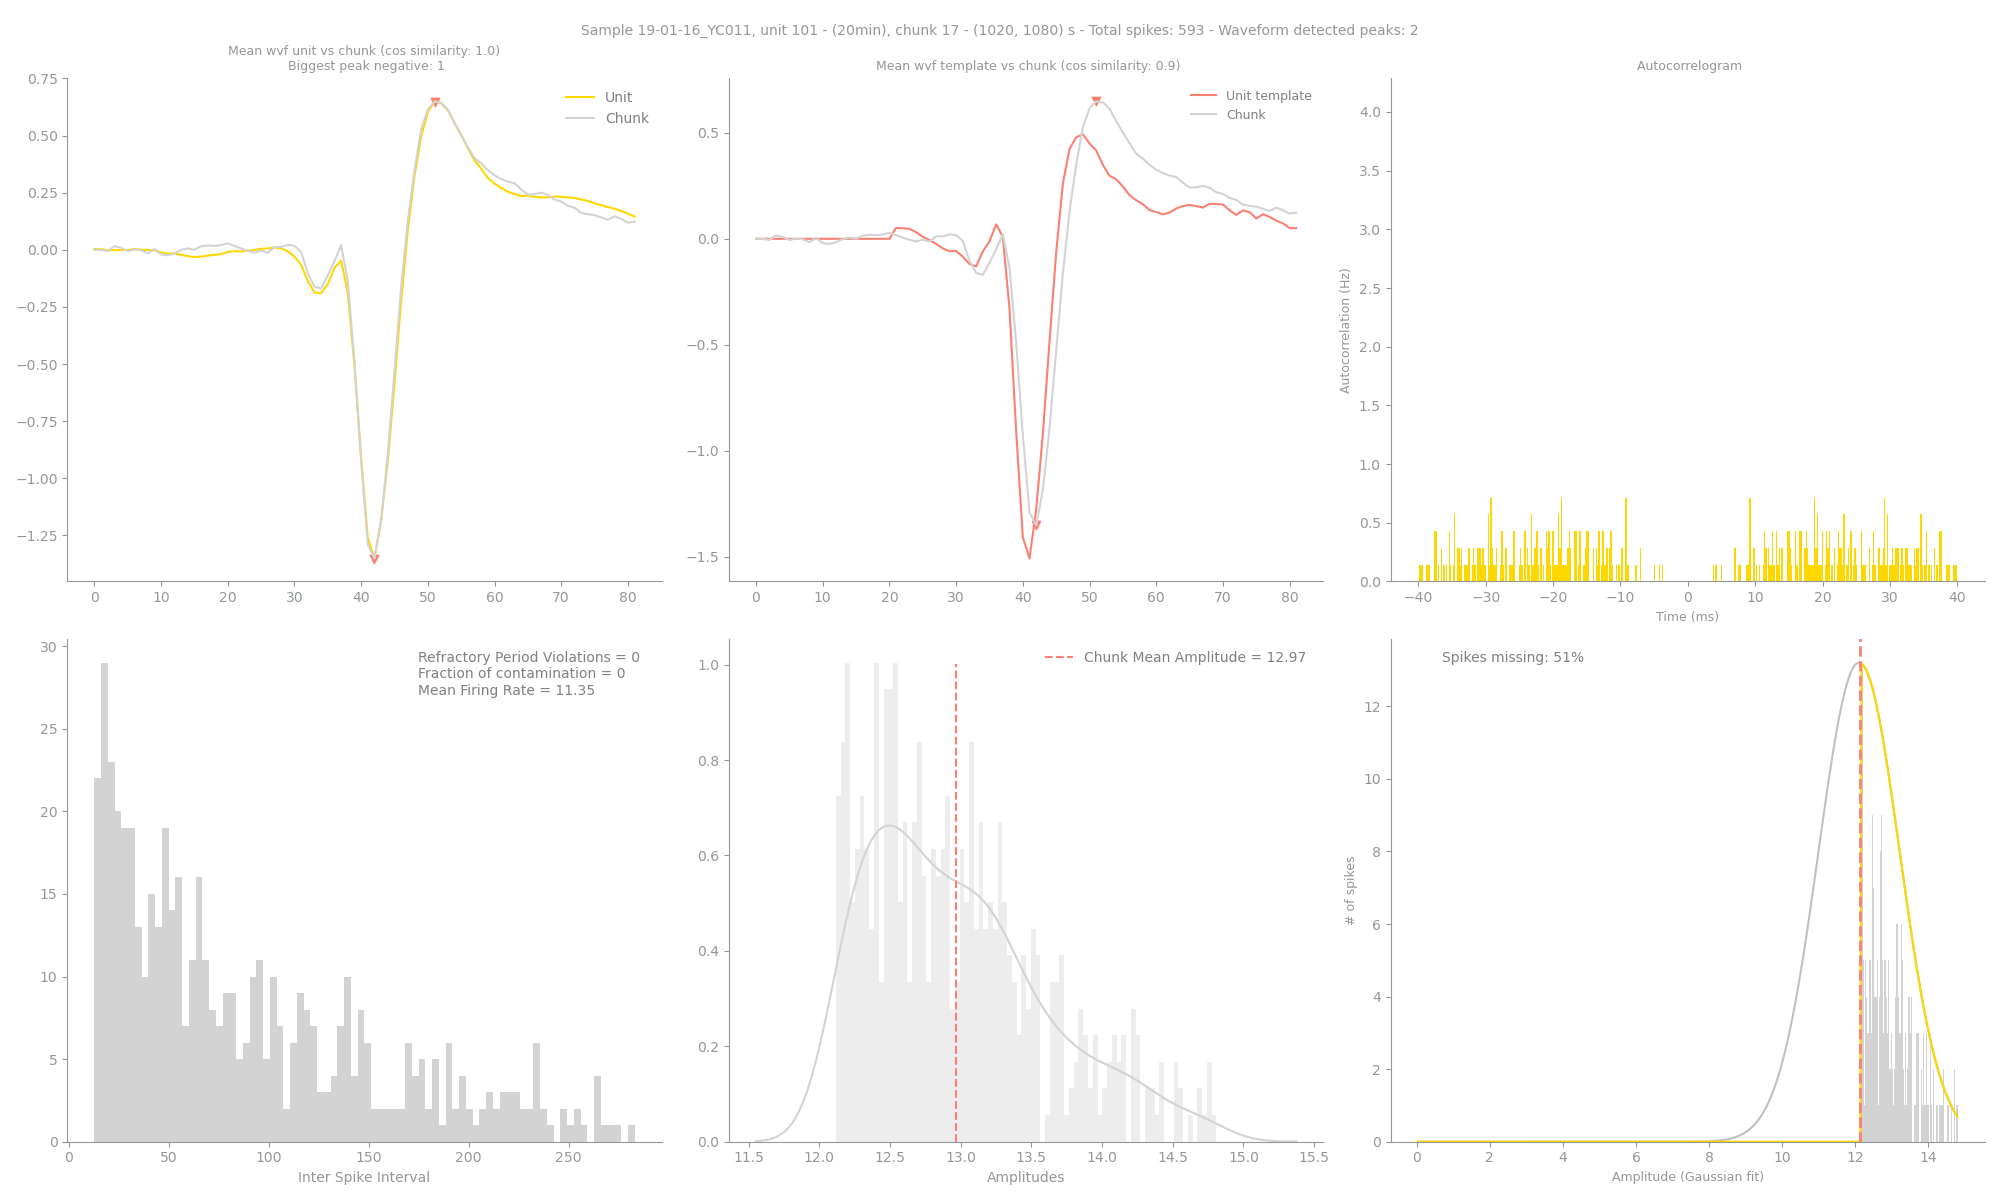 Sample 19-01-16_YC011, unit 101 - (20min), chunk 17 - (1020, 1080) s - Total spikes: 593 - Waveform detected peaks: 2
Mean wvf unit vs chunk (cos similarity: 1.0)
Biggest peak negative: 1
Unit
Chunk
0.75
0.50
0.25
0.00
−0.25
−0.50
−0.75
−1.00
−1.25
0 10 20 30 40 50 60 70 80
Mean wvf template vs chunk (cos similarity: 0.9)
Unit template
Chunk
0.5
0.0
−0.5
−1.0
−1.5
0 10 20 30 40 50 60 70 80
Autocorrelogram
Autocorrelation (Hz)
4.0
3.5
3.0
2.5
2.0
1.5
1.0
0.5
0.0
−40 −30 −20 −10 0 10 20 30 40
Time (ms)
Refractory Period Violations = 0
Fraction of contamination = 0
Mean Firing Rate = 11.35
30
25
20
15
10
5
0
0 50 100 150 200 250
Inter Spike Interval
Chunk Mean Amplitude = 12.97
1.0
0.8
0.6
0.4
0.2
0.0
11.5 12.0 12.5 13.0 13.5 14.0 14.5 15.0 15.5
Amplitudes
Spikes missing: 51%
# of spikes
12
10
8
6
4
2
0
0 2 4 6 8 10 12 14
Amplitude (Gaussian fit)